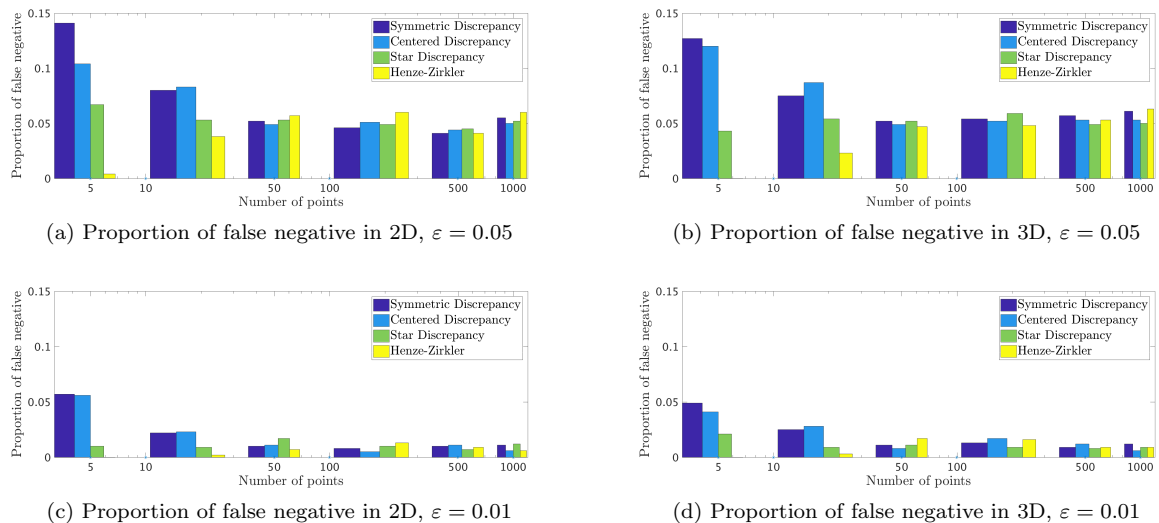 Proportion of false negative
0.15
0.1
0.05
0
5
10
50
100
500
1000
Number of points
Symmetric Discrepancy
Centered Discrepancy
Star Discrepancy
Henze-Zirkler
(a) Proportion of false negative in 2D, ε = 0.05
Proportion of false negative
0.15
0.1
0.05
0
5
10
50
100
500
1000
Number of points
Symmetric Discrepancy
Centered Discrepancy
Star Discrepancy
Henze-Zirkler
(b) Proportion of false negative in 3D, ε = 0.05
Proportion of false negative
0.15
0.1
0.05
0
5
10
50
100
500
1000
Number of points
Symmetric Discrepancy
Centered Discrepancy
Star Discrepancy
Henze-Zirkler
(c) Proportion of false negative in 2D, ε = 0.01
Proportion of false negative
0.15
0.1
0.05
0
5
10
50
100
500
1000
Number of points
Symmetric Discrepancy
Centered Discrepancy
Star Discrepancy
Henze-Zirkler
(d) Proportion of false negative in 3D, ε = 0.01